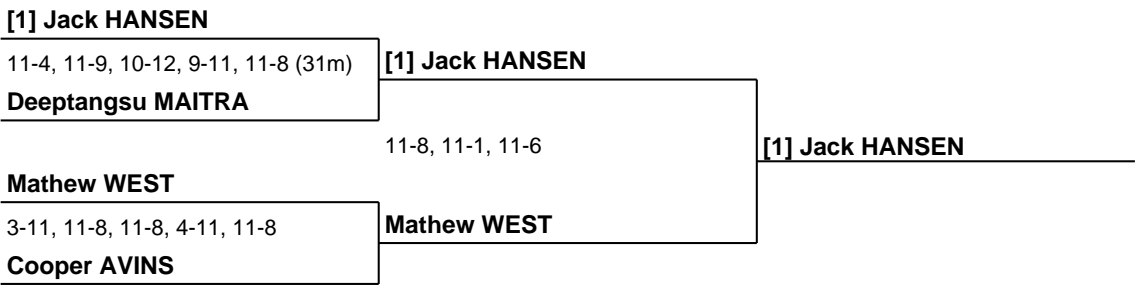 [1] Jack HANSEN
11-4, 11-9, 10-12, 9-11, 11-8 (31m)
[1] Jack HANSEN
Deeptangsu MAITRA
11-8, 11-1, 11-6
[1] Jack HANSEN
Mathew WEST
3-11, 11-8, 11-8, 4-11, 11-8
Mathew WEST
Cooper AVINS